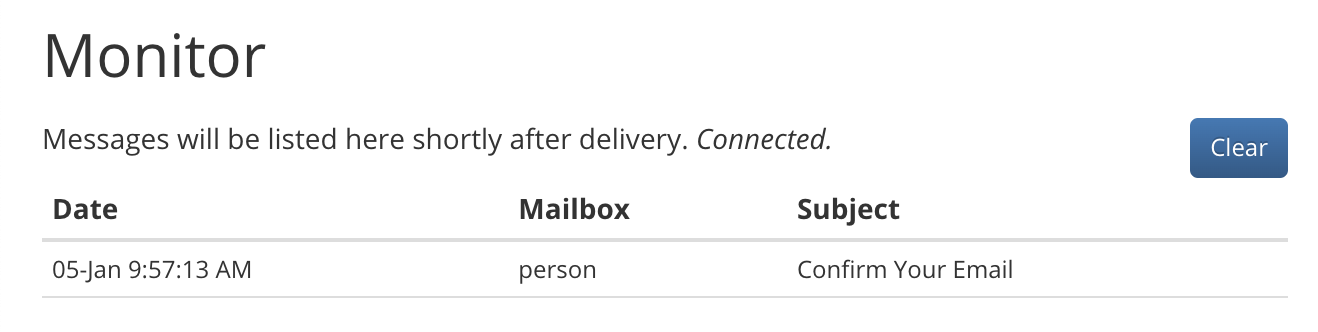 Monitor
Messages will be listed here shortly after delivery. Connected.
Clear
Date Mailbox Subject
05-Jan 9:57:13 AM person Confirm Your Email